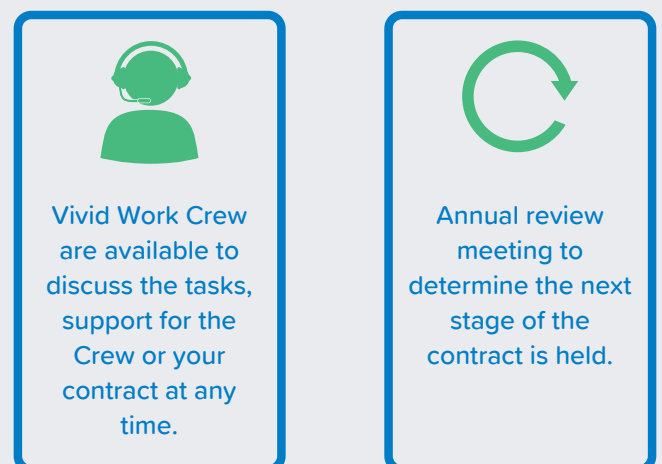 Vivid Work Crew
are available to
discuss the tasks,
support for the
Crew or your
contract at any
time.
Annual review
meeting to
determine the next
stage of the
contract is held.